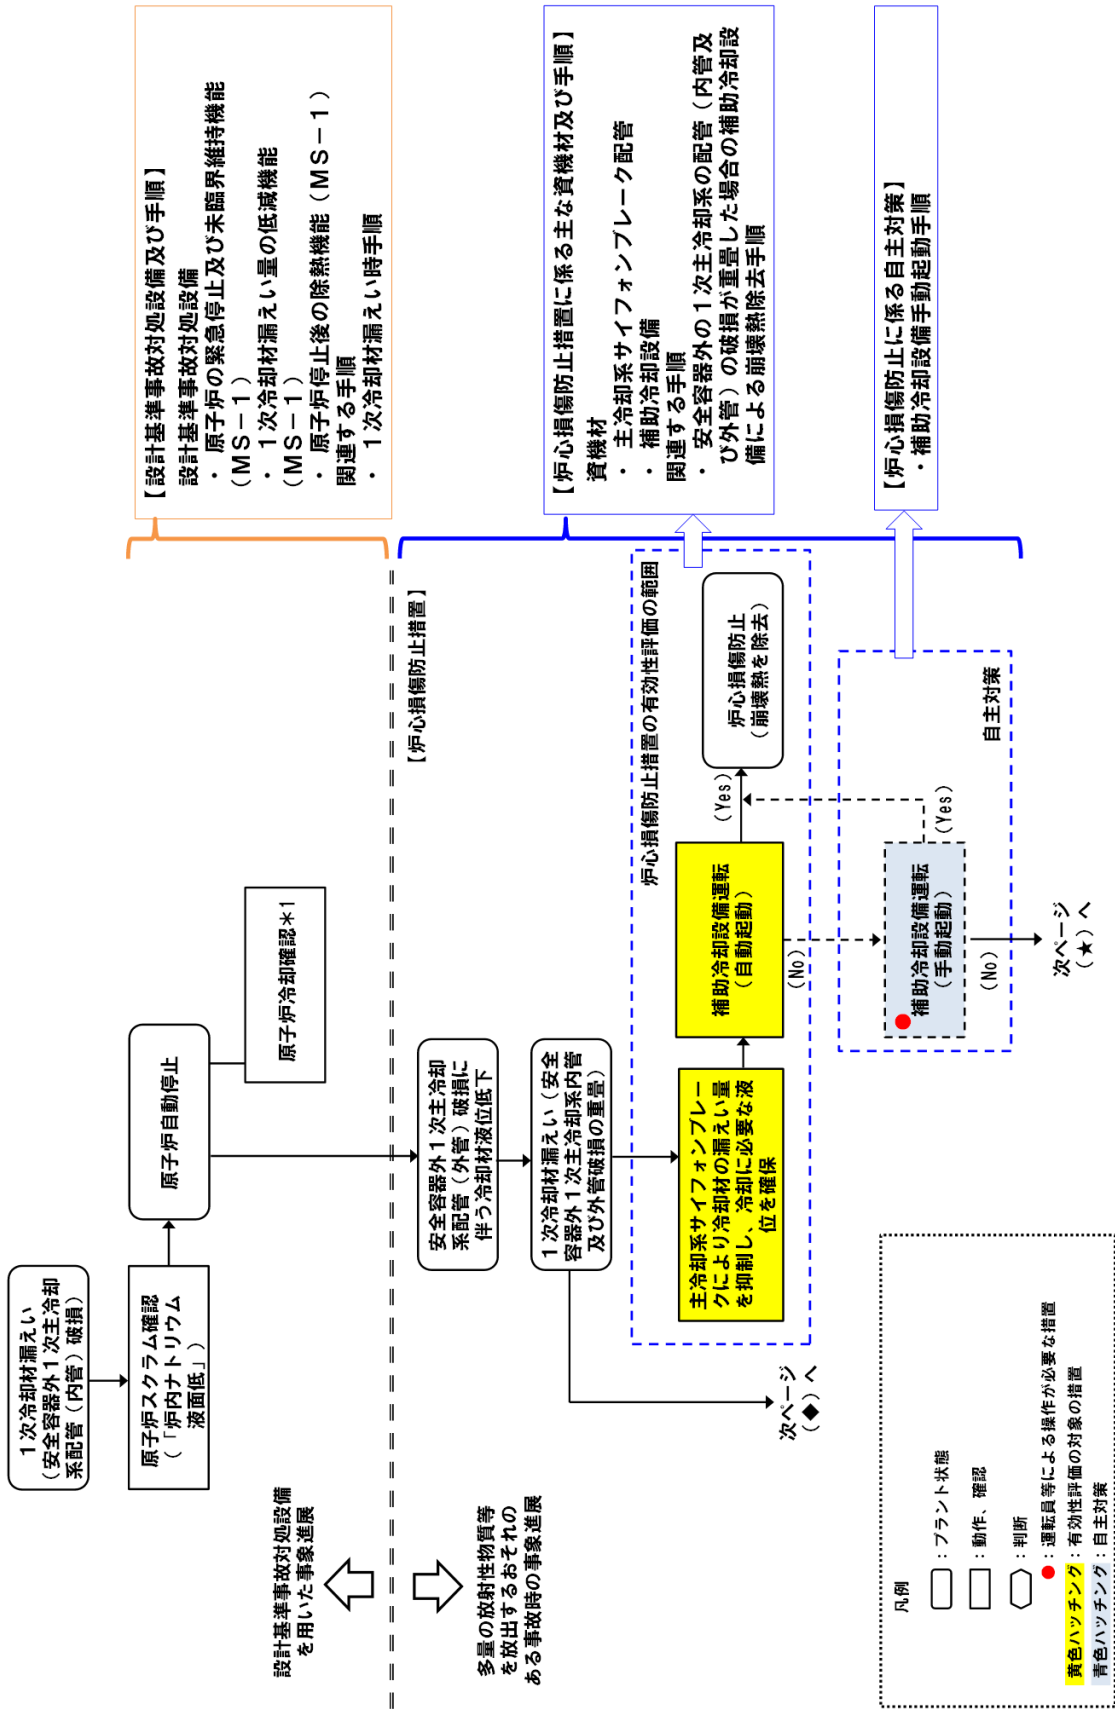 1次冷却材漏えい
(安全容器外1次主冷却
系配管(内管)破損)
原子炉スクラム確認
(「炉内ナトリウム
液面低」)
原子炉自動停止
原子炉冷却確認*1
設計基準事故対処設備
を用いた事象進展
多量の放射性物質等
を放出するおそれの
ある事故時の事象進展
【炉心損傷防止措置】
安全容器外1次主冷却
系配管(外管)破損に
伴う冷却材液位低下
1次冷却材漏えい(安全
容器外1次主冷却系内管
及び外管破損の重畳)
次ページ
(◆)へ
炉心損傷防止措置の有効性評価の範囲
主冷却系サイフォンブレー
クにより冷却材の漏えい量
を抑制し、冷却に必要な液
位を確保
補助冷却設備運転
(自動起動)
(Yes)
(No)
炉心損傷防止
(崩壊熱を除去)
補助冷却設備運転
(手動起動)
(Yes)
(No)
自主対策
次ページ
(★)へ
【設計基準事故対処設備及び手順】
設計基準事故対処設備
・ 原子炉の緊急停止及び未臨界維持機能
(MS-1)
・ 1次冷却材漏えい量の低減機能
(MS-1)
・ 原子炉停止後の除熱機能(MS-1)
関連する手順
・ 1次冷却材漏えい時手順
【炉心損傷防止措置に係る主な資機材及び手順】
資機材
・ 主冷却系サイフォンブレーク配管
・ 補助冷却設備
関連する手順
・ 安全容器外の1次主冷却系の配管(内管及
び外管)の破損が重畳した場合の補助冷却設
備による崩壊熱除去手順
【炉心損傷防止に係る自主対策】
・補助冷却設備手動起動手順
凡例
:プラント状態
:動作、確認
:判断
●:運転員等による操作が必要な措置
黄色ハッチング:有効性評価の対象の措置
青色ハッチング:自主対策